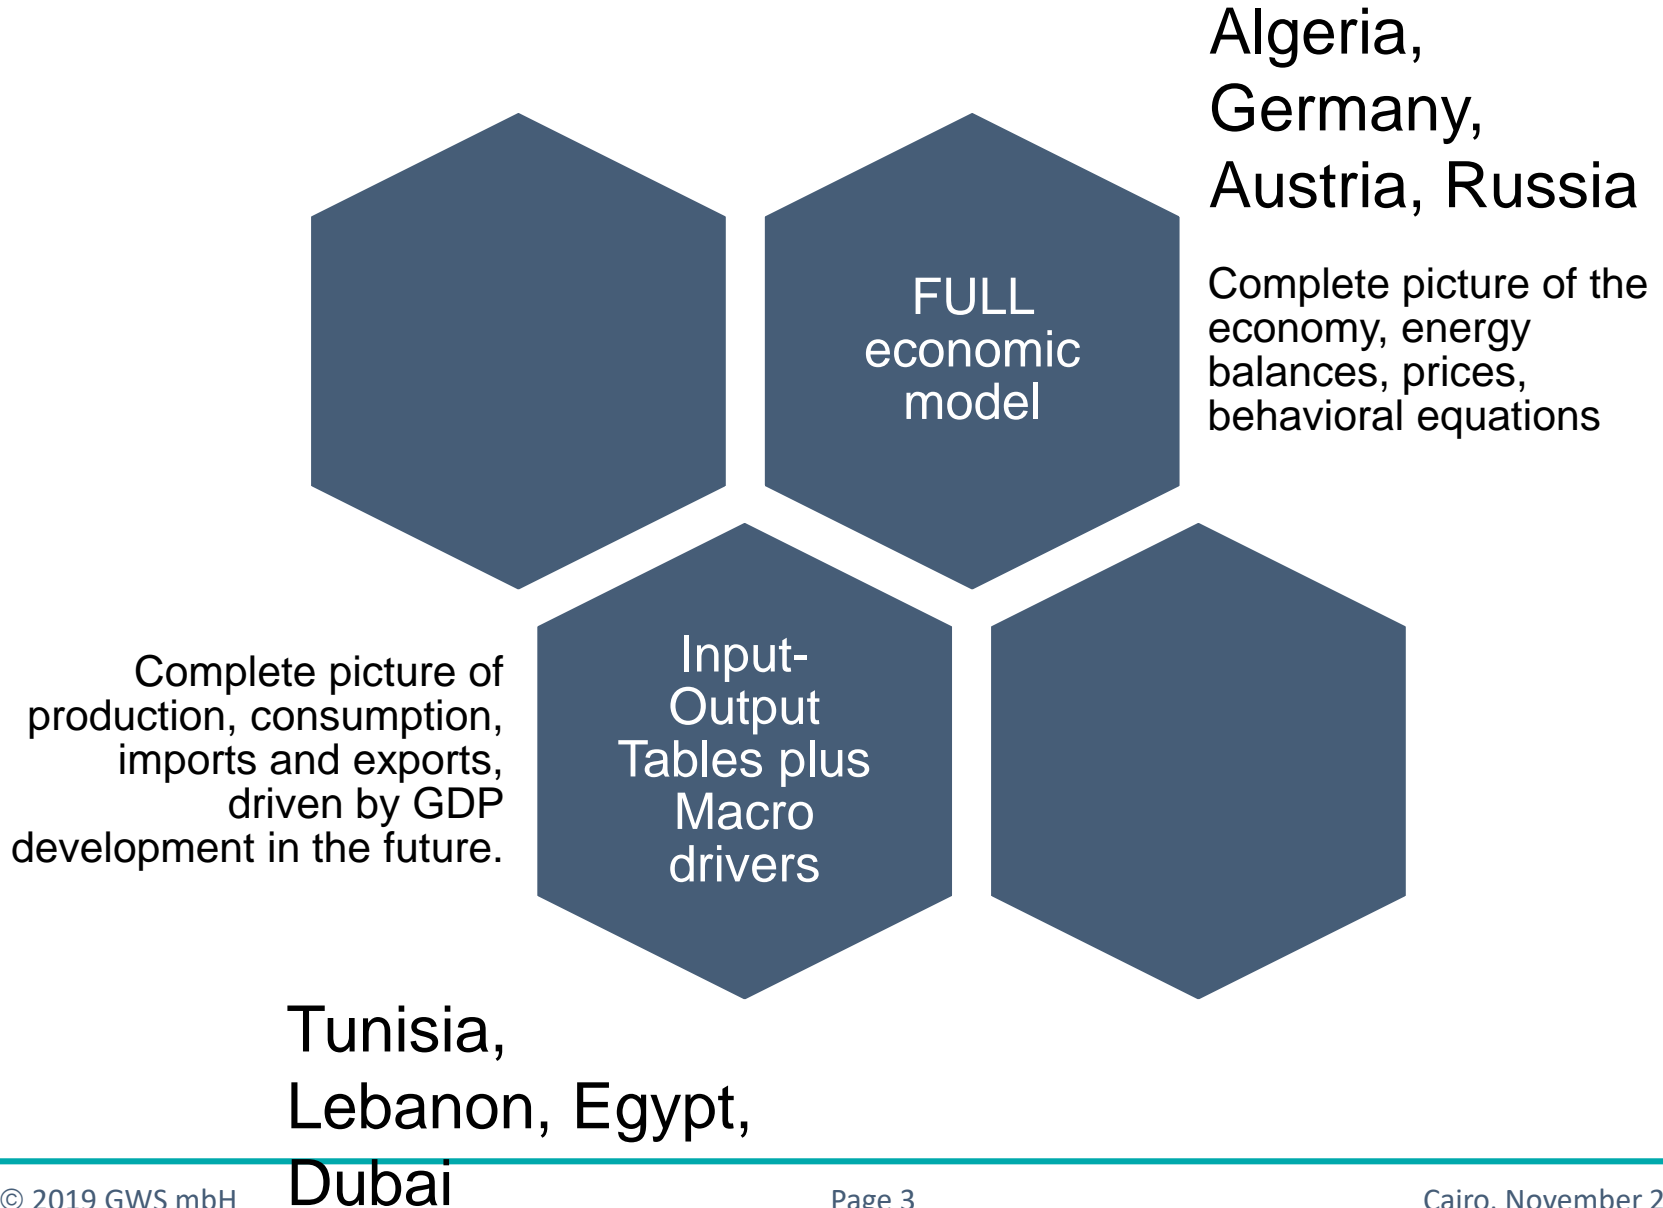 Algeria,
Germany,
Austria, Russia
FULL
economic
model
Complete picture of the
economy, energy
balances, prices,
behavioral equations
Complete picture of
production, consumption,
imports and exports,
driven by GDP
development in the future.
Input-
Output
Tables plus
Macro
drivers
Tunisia,
Lebanon, Egypt,
Dubai
© 2019 GWS mbH
Page 3
Cairo, November 2